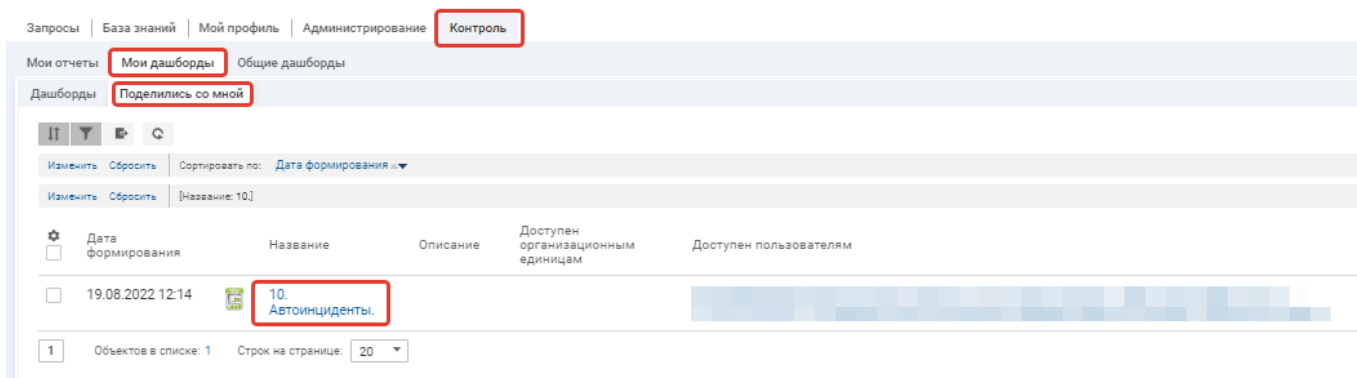 Запросы База знаний Мой профиль Администрирование Контроль
Мои отчеты Мои дашборды Общие дашборды
Дашборды Поделились со мной
Изменить Сбросить Сортировать по: Дата формирования
Изменить Сбросить [Название: 10.]
Дата формирования Название Описание Доступен организационным единицам Доступен пользователям
19.08.2022 12:14 10. Автоинциденты.
1 Объектов в списке: 1 Строк на странице: 20